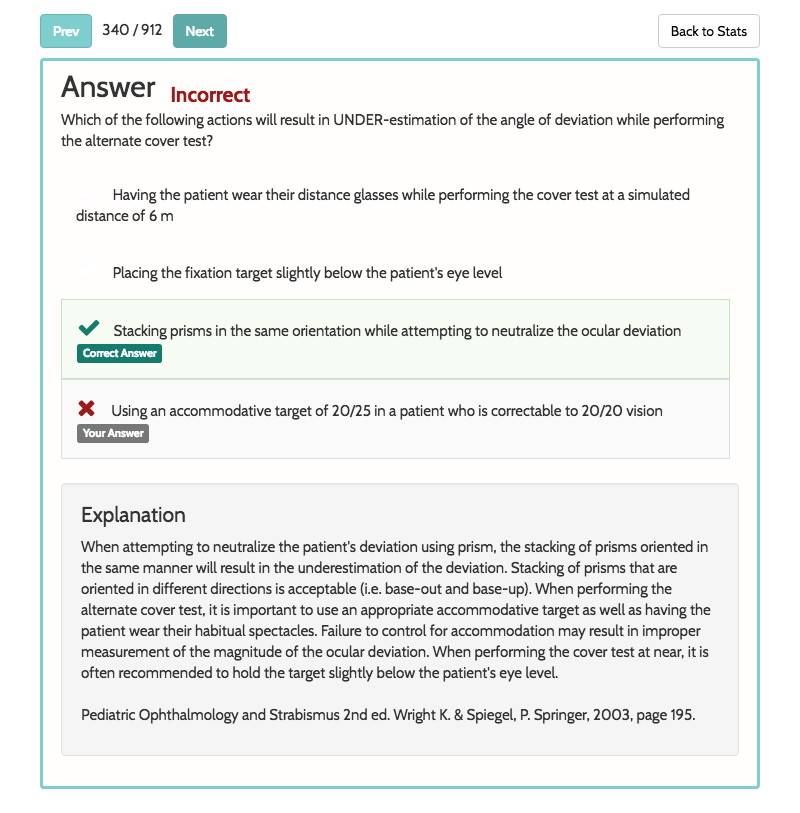 Prev 340 / 912 Next Back to Stats
Answer Incorrect
Which of the following actions will result in UNDER-estimation of the angle of deviation while performing
the alternate cover test?
Having the patient wear their distance glasses while performing the cover test at a simulated
distance of 6 m
Placing the fixation target slightly below the patient's eye level
Stacking prisms in the same orientation while attempting to neutralize the ocular deviation
Correct Answer
Using an accommodative target of 20/25 in a patient who is correctable to 20/20 vision
Your Answer
Explanation
When attempting to neutralize the patient's deviation using prism, the stacking of prisms oriented in
the same manner will result in the underestimation of the deviation. Stacking of prisms that are
oriented in different directions is acceptable (i.e. base-out and base-up). When performing the
alternate cover test, it is important to use an appropriate accommodative target as well as having the
patient wear their habitual spectacles. Failure to control for accommodation may result in improper
measurement of the magnitude of the ocular deviation. When performing the cover test at near, it is
often recommended to hold the target slightly below the patient's eye level.
Pediatric Ophthalmology and Strabismus 2nd ed. Wright K. & Spiegel, P. Springer, 2003, page 195.